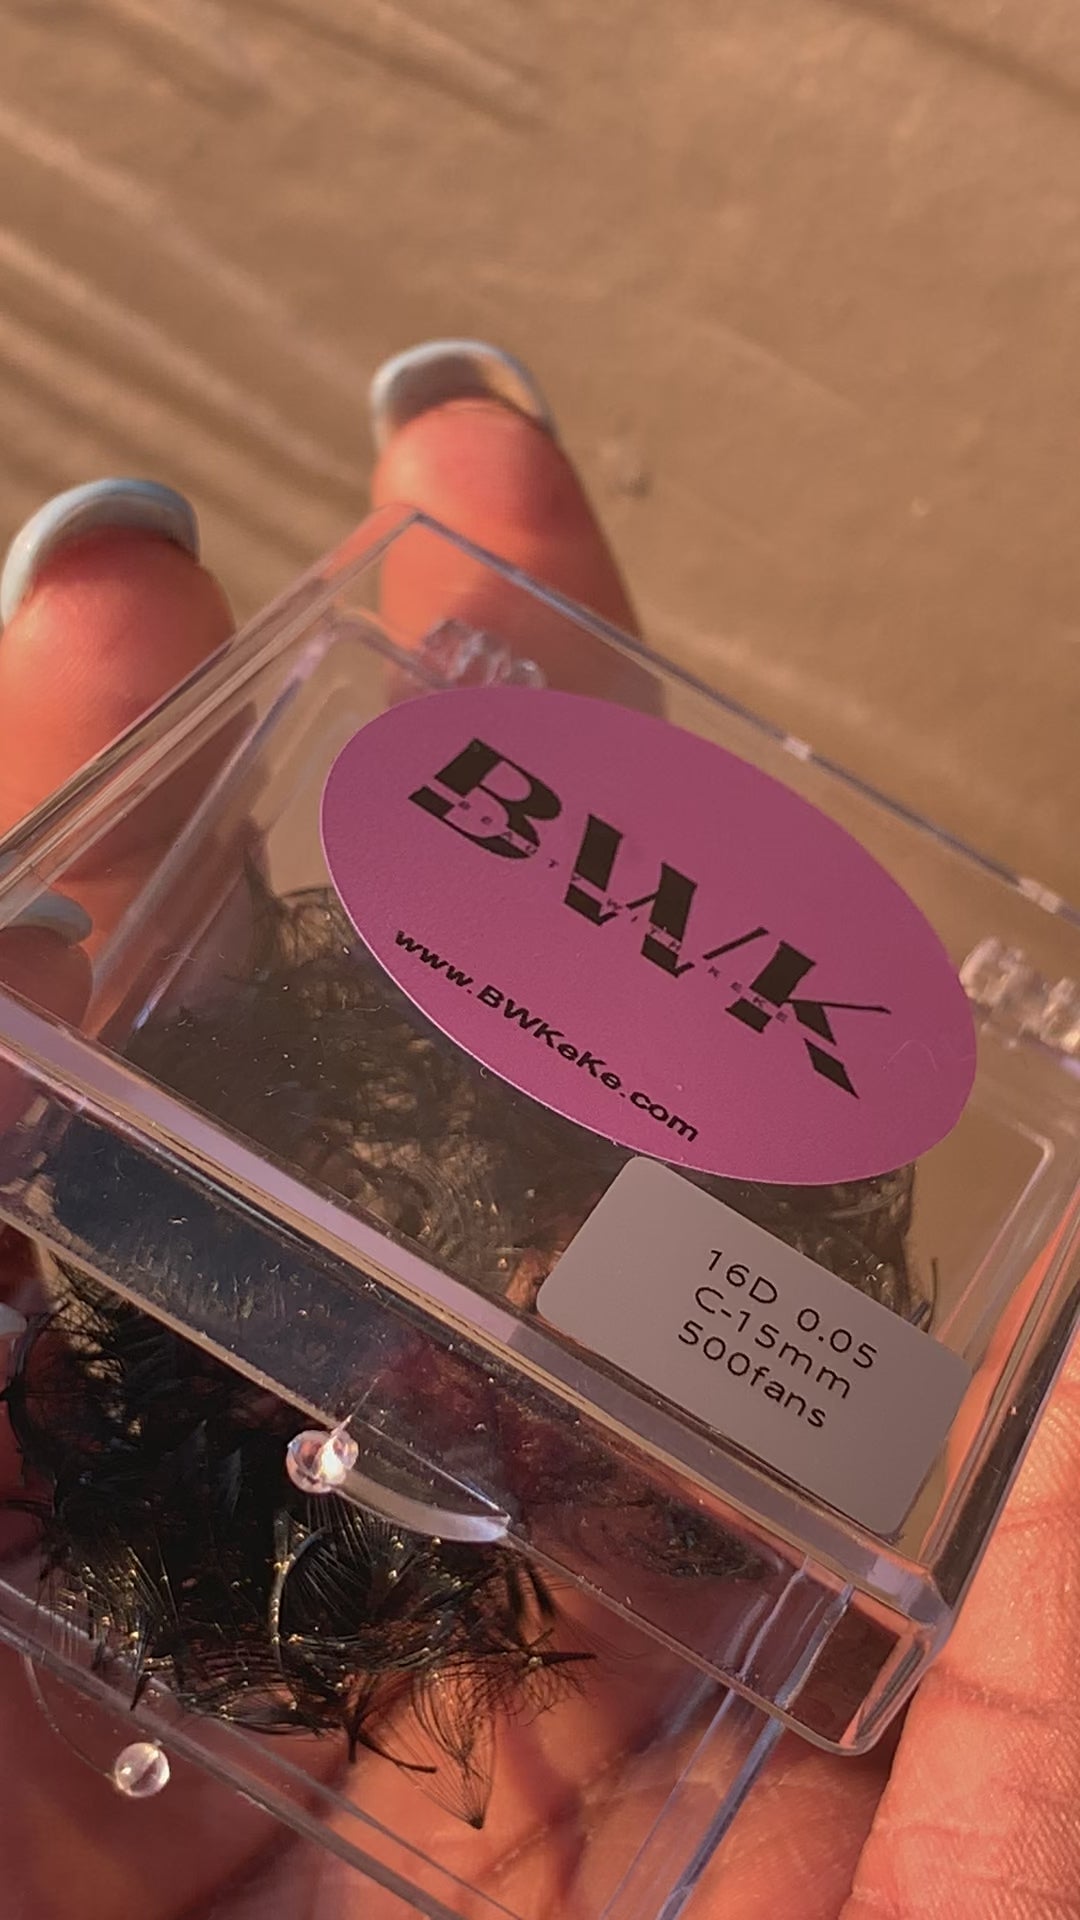 BWK
BEAUTY WITH KEKE
www.BWKeKe.com
16D 0.05
C-15mm
500fans